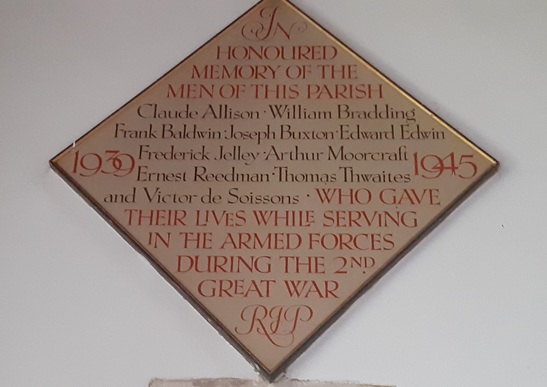 IN
HONOURED
MEMORY OF THE
MEN OF THIS PARISH
Claude Allison · William Bradding
Frank Baldwin · Joseph Buxton · Edward Edwin
1939 Frederick Jelley · Arthur Moorcraft 1945
Ernest Reedman · Thomas Thwaites
and Victor de Soissons · WHO GAVE
THEIR LIVES WHILE SERVING
IN THE ARMED FORCES
DURING THE 2ND
GREAT WAR
RIP